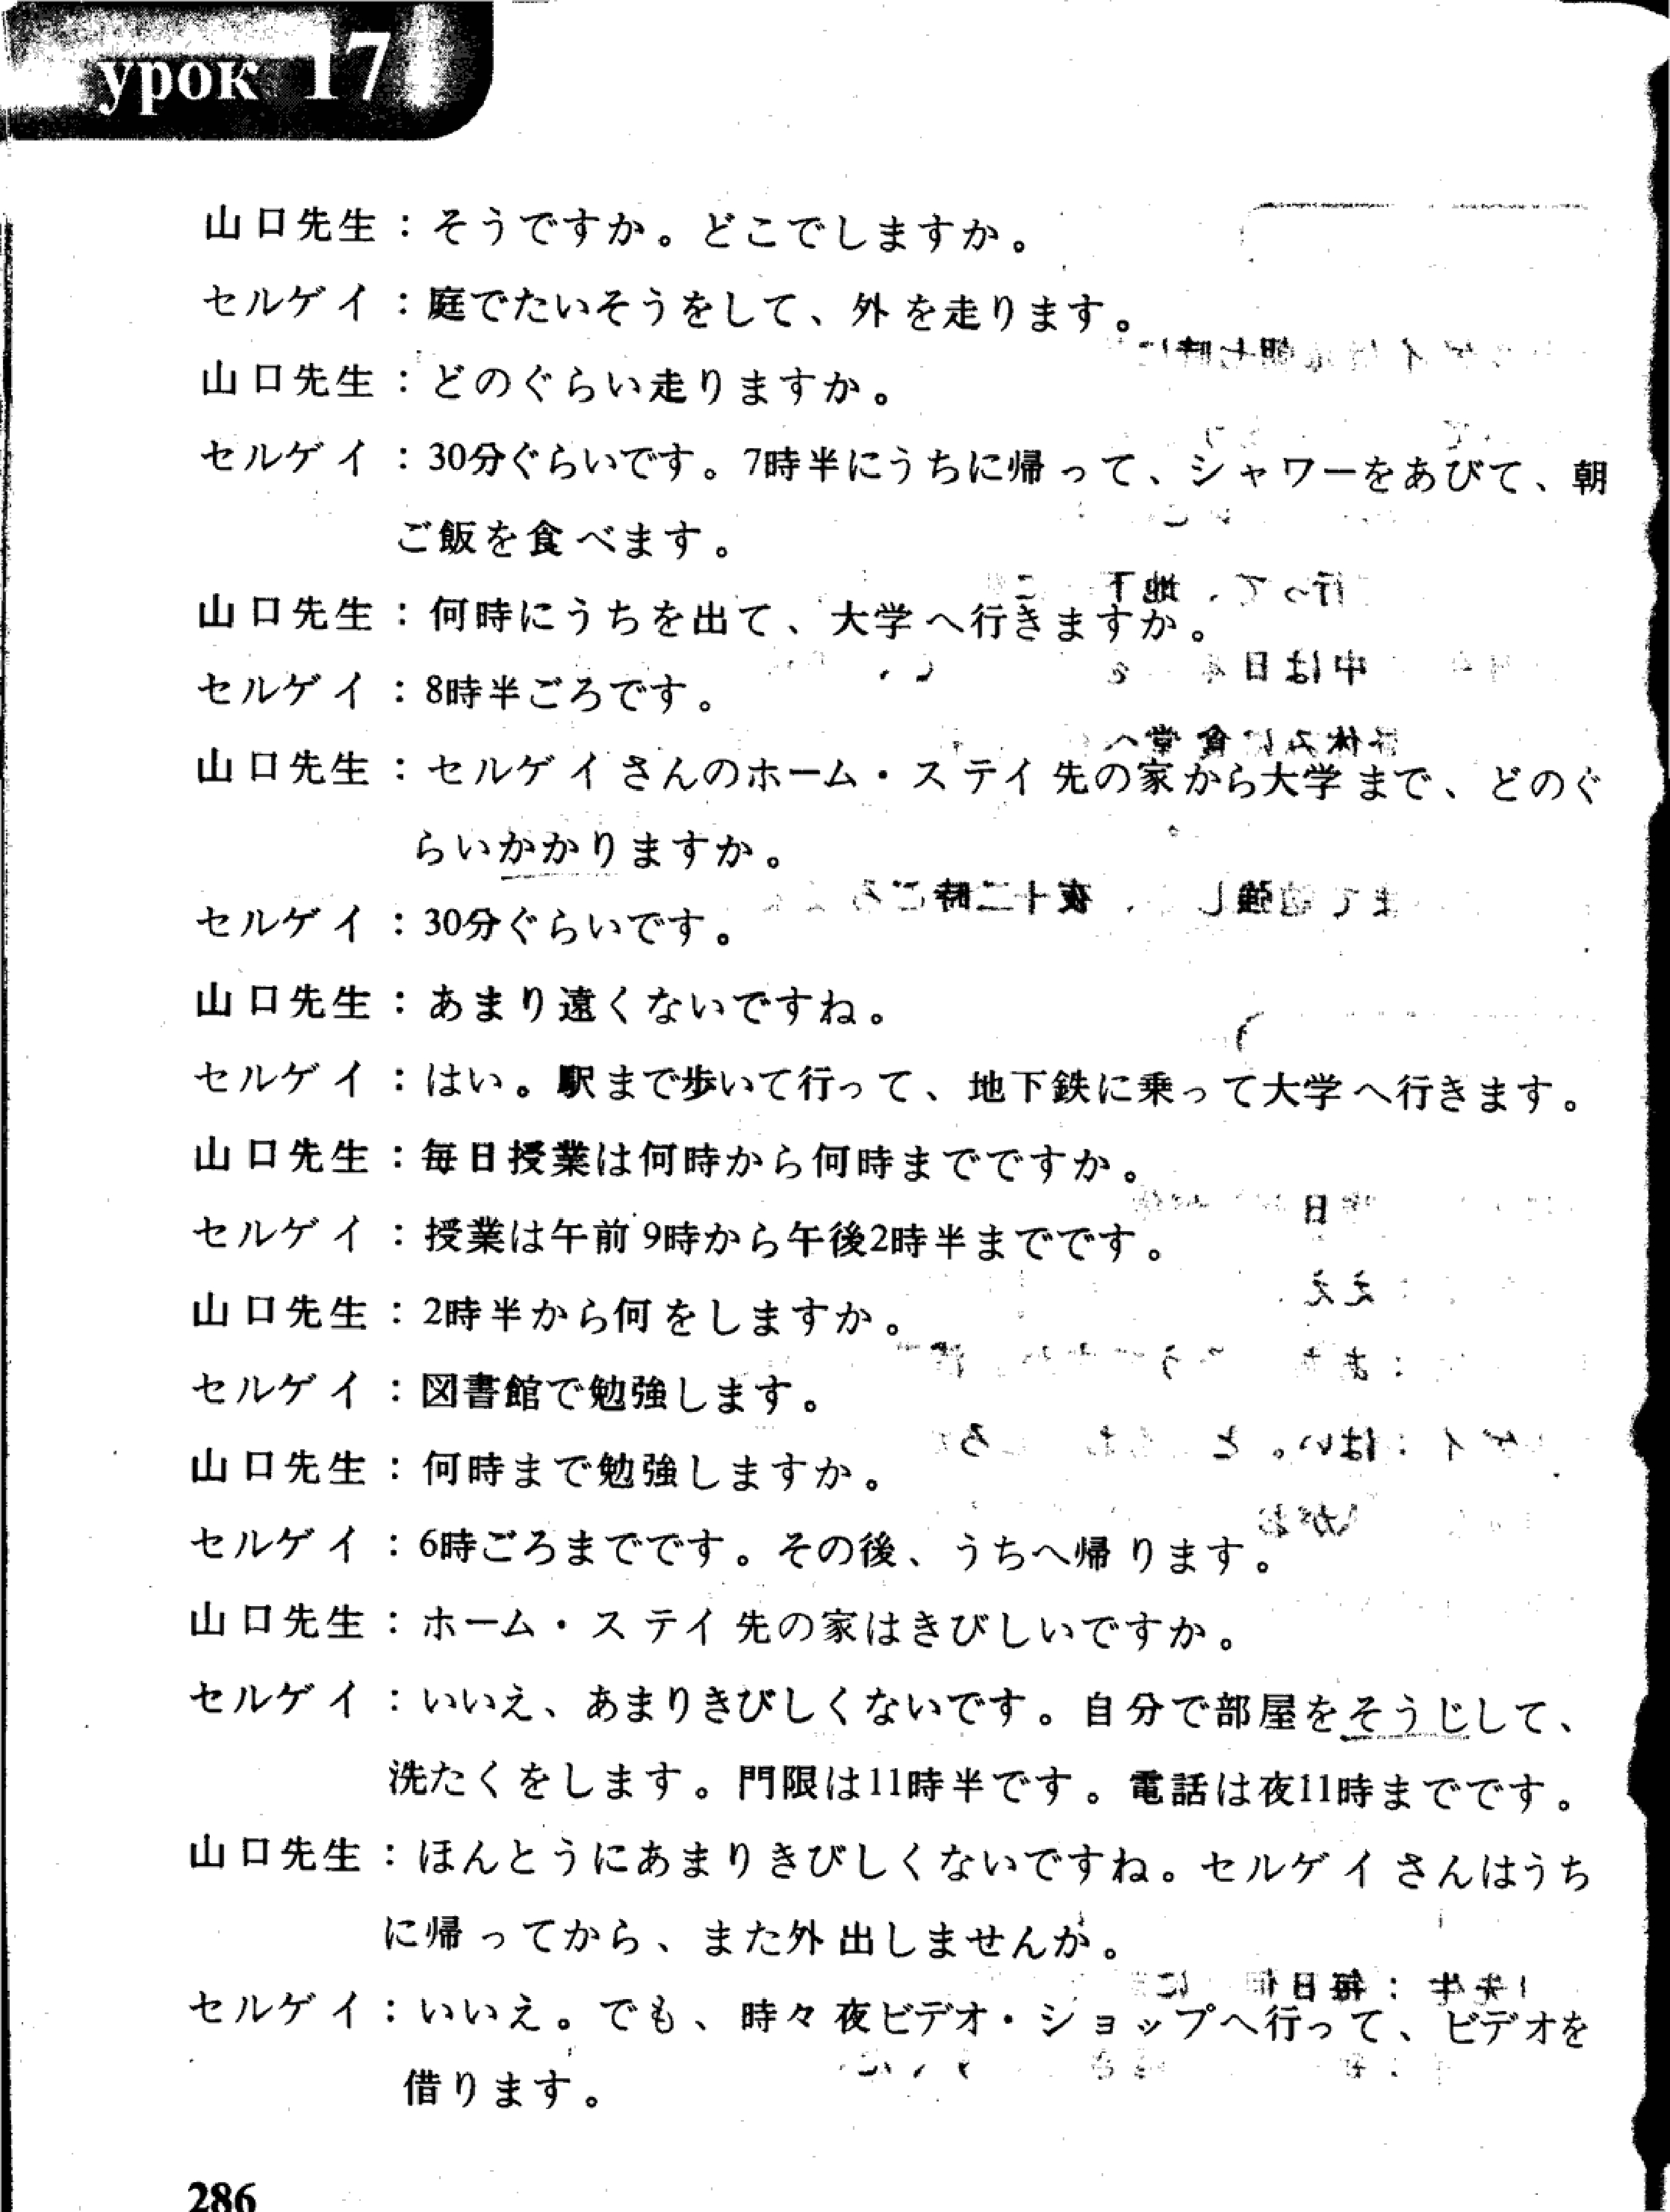 урок 17
山口先生：そうですか。どこでしますか。
セルゲイ：庭でたいそうをして、外を走ります。
山口先生：どのぐらい走りますか。
セルゲイ：30分ぐらいです。7時半にうちに帰って、シャワーをあびて、朝
ご飯を食べます。
山口先生：何時にうちを出て、大学へ行きますか。
セルゲイ：8時半ごろです。
山口先生：セルゲイさんのホーム・ステイ先の家から大学まで、どのぐ
らいかかりますか。
セルゲイ：30分ぐらいです。
山口先生：あまり遠くないですね。
セルゲイ：はい。駅まで歩いて行って、地下鉄に乗って大学へ行きます。
山口先生：毎日授業は何時から何時までですか。
セルゲイ：授業は午前9時から午後2時半までです。
山口先生：2時半から何をしますか。
セルゲイ：図書館で勉強します。
山口先生：何時まで勉強しますか。
セルゲイ：6時ごろまでです。その後、うちへ帰ります。
山口先生：ホーム・ステイ先の家はきびしいですか。
セルゲイ：いいえ、あまりきびしくないです。自分で部屋をそうじして、
洗たくをします。門限は11時半です。電話は夜11時までです。
山口先生：ほんとうにあまりきびしくないですね。セルゲイさんはうち
に帰ってから、また外出しませんか。
セルゲイ：いいえ。でも、時々夜ビデオ・ショップへ行って、ビデオを
借ります。
286